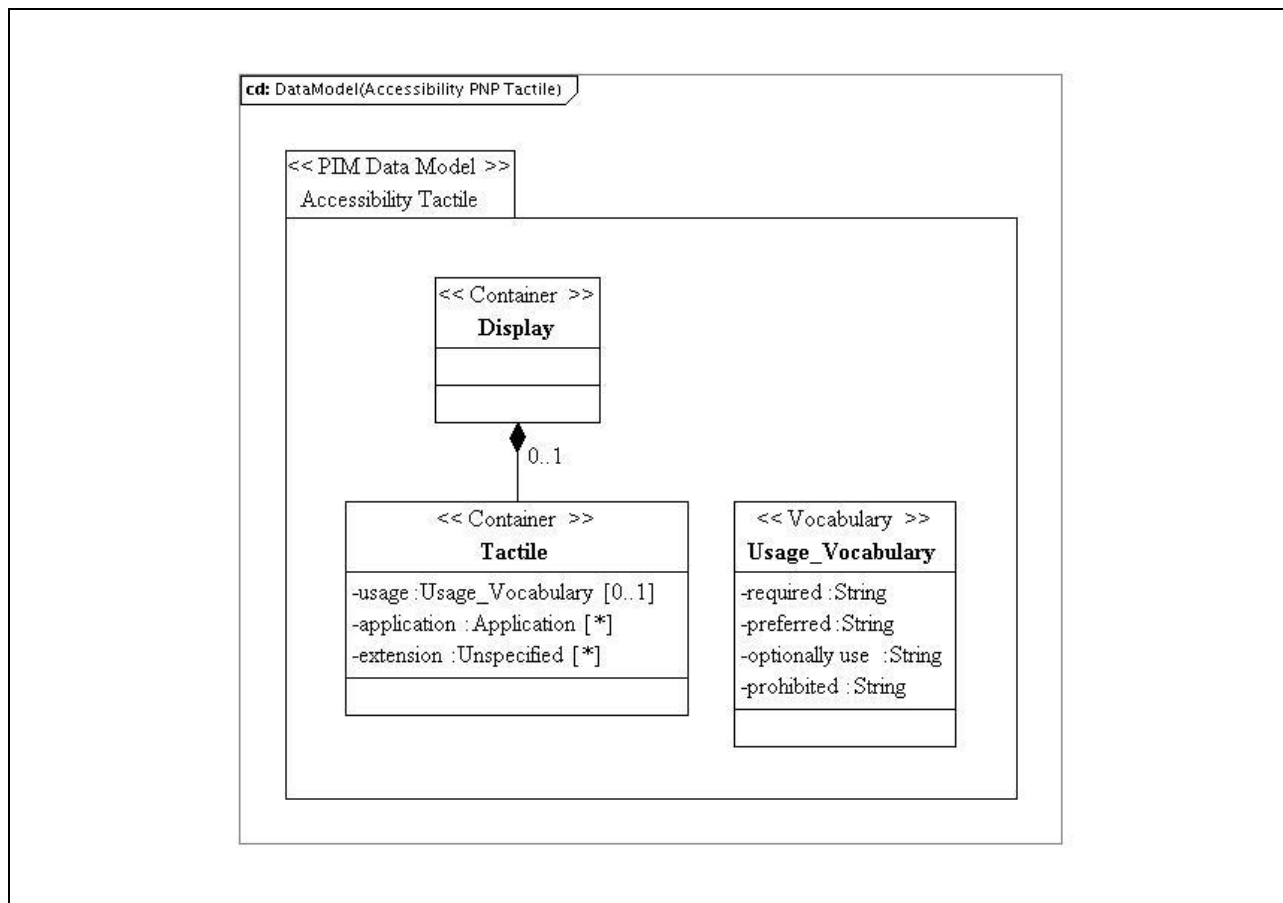 cd: DataModel(Accessibility PNP Tactile)
<< PIM Data Model >>
Accessibility Tactile
<< Container >>
Display
0..1
<< Container >>
Tactile
-usage :Usage_Vocabulary [0..1]
-application :Application [*]
-extension :Unspecified [*]
<< Vocabulary >>
Usage_Vocabulary
-required :String
-preferred :String
-optionally use :String
-prohibited :String